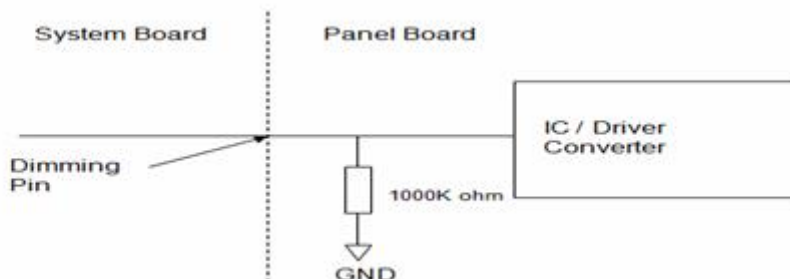 System Board
Panel Board
IC / Driver
Converter
Dimming
Pin
1000K ohm
GND